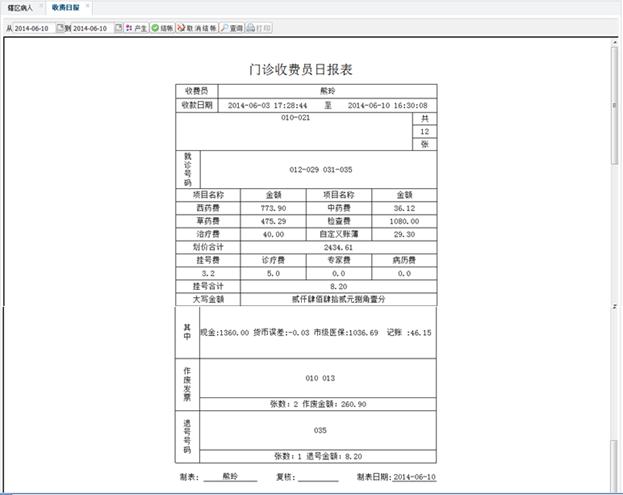 辖区病人 收费日报
从 2014-06-10 到 2014-06-10 产生 结帐 取消结帐 查询 打印
门诊收费员日报表
收费员 熊玲
收款日期 2014-06-03 17:28:44 至 2014-06-10 16:30:08
010-021 共
12
张
就诊号码 012-029 031-035
项目名称 金额 项目名称 金额
西药费 773.90 中药费 36.12
草药费 475.29 检查费 1080.00
治疗费 40.00 自定义账薄 29.30
划价合计 2434.61
挂号费 诊疗费 专家费 病历费
3.2 5.0 0.0 0.0
挂号合计 8.20
大写金额 贰仟肆佰肆拾贰元捌角壹分
其中 现金:1360.00 货币误差:-0.03 市级医保:1036.69 记账 :46.15
作废发票 010 013
张数: 2 作废金额: 260.90
退号号码 035
张数: 1 退号金额: 8.20
制表: 熊玲 复核: 制表日期: 2014-06-10